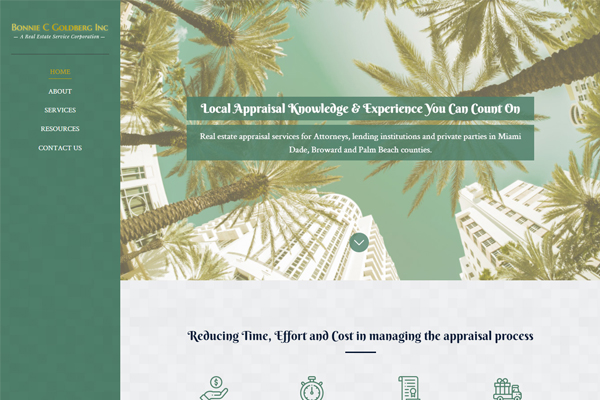 Bonnie C Goldberg Inc
— A Real Estate Service Corporation —
HOME
ABOUT
SERVICES
RESOURCES
CONTACT US
Local Appraisal Knowledge & Experience You Can Count On
Real estate appraisal services for Attorneys, lending institutions and private parties in Miami
Dade, Broward and Palm Beach counties.
Reducing Time, Effort and Cost in managing the appraisal process